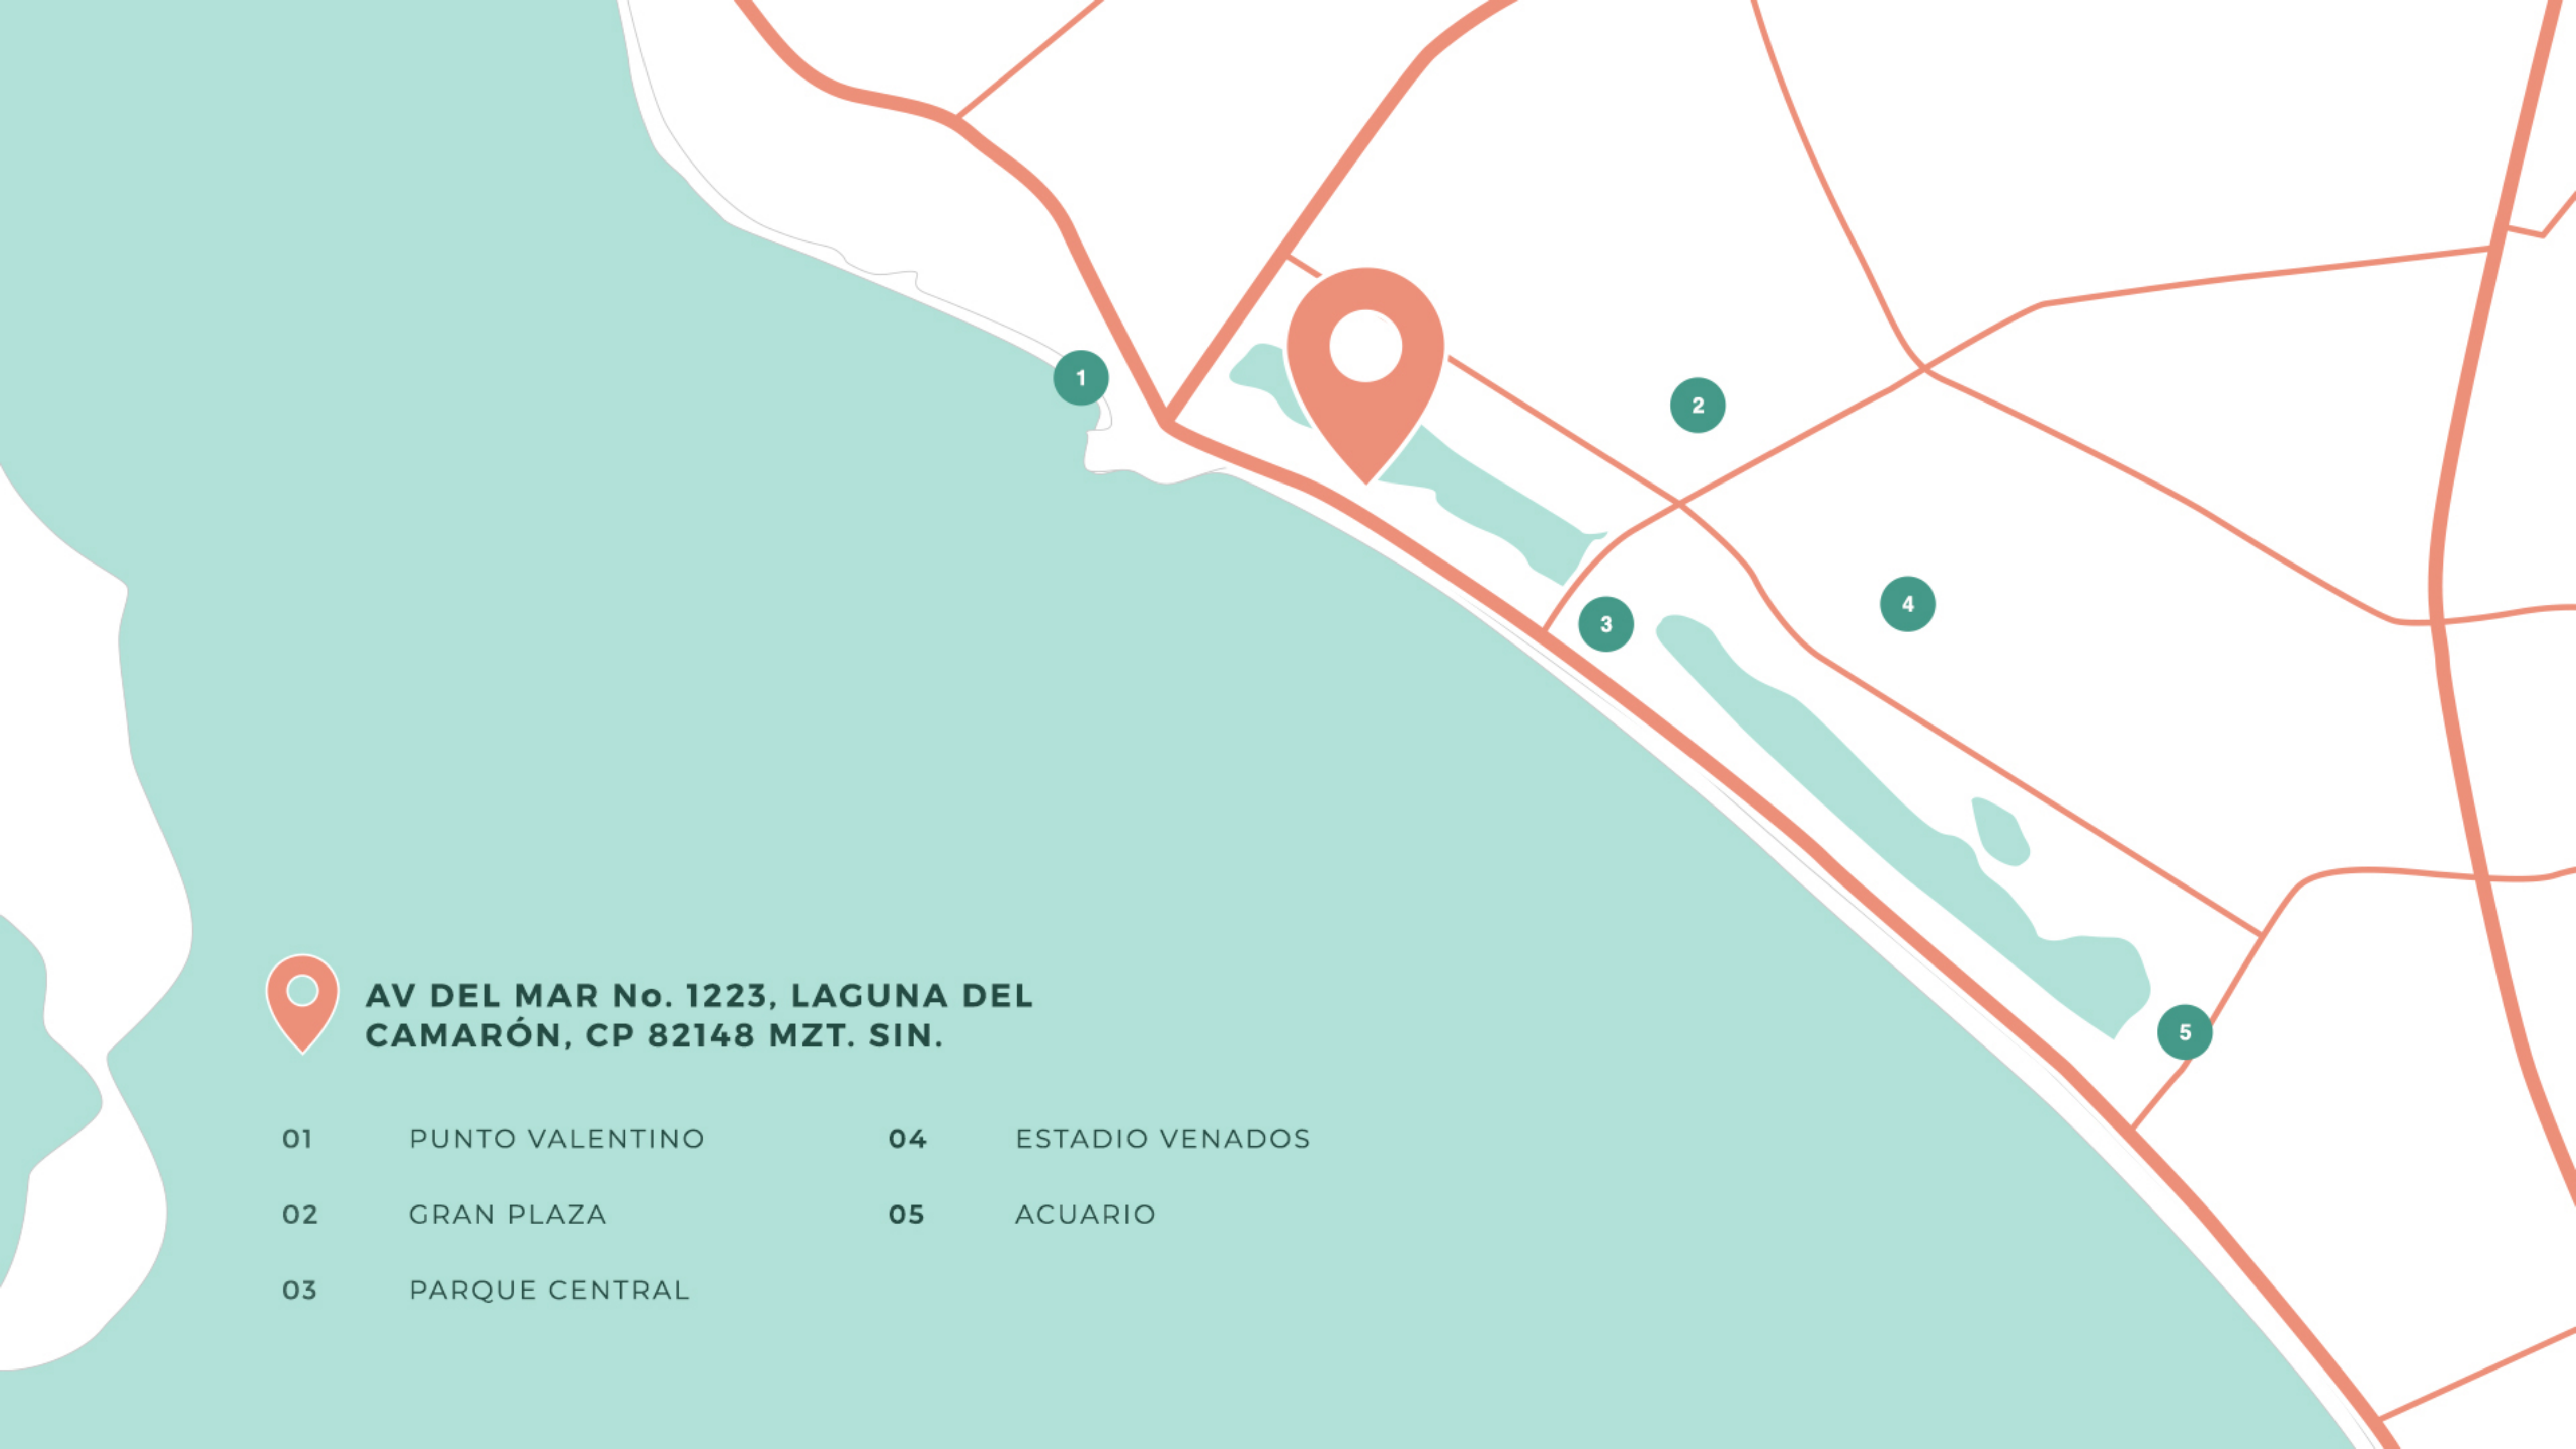 1
2
3
4
5
AV DEL MAR No. 1223, LAGUNA DEL
CAMARÓN, CP 82148 MZT. SIN.
01 PUNTO VALENTINO
02 GRAN PLAZA
03 PARQUE CENTRAL
04 ESTADIO VENADOS
05 ACUARIO